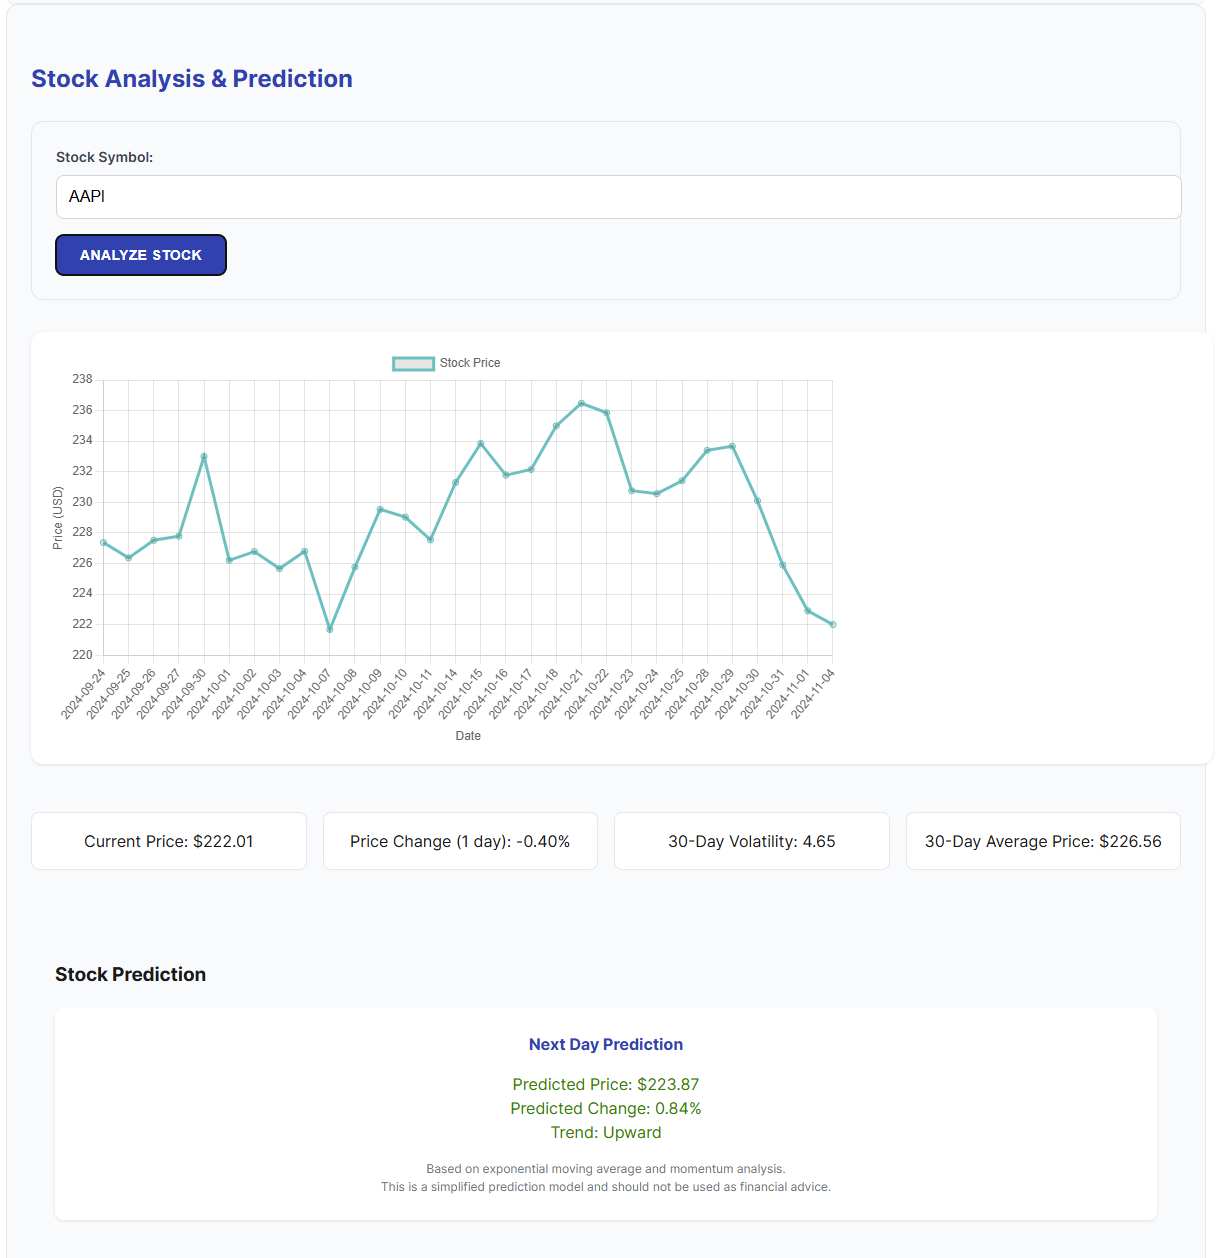 Stock Analysis & Prediction
Stock Symbol:
AAPl
ANALYZE STOCK
Stock Price
238
236
234
232
230
228
226
224
222
220
Price (USD)
2024-09-24
2024-09-25
2024-09-26
2024-09-27
2024-09-30
2024-10-01
2024-10-02
2024-10-03
2024-10-04
2024-10-07
2024-10-08
2024-10-09
2024-10-10
2024-10-11
2024-10-14
2024-10-15
2024-10-16
2024-10-17
2024-10-18
2024-10-21
2024-10-22
2024-10-23
2024-10-24
2024-10-25
2024-10-28
2024-10-29
2024-10-30
2024-10-31
2024-11-01
2024-11-04
Date
Current Price: $222.01
Price Change (1 day): -0.40%
30-Day Volatility: 4.65
30-Day Average Price: $226.56
Stock Prediction
Next Day Prediction
Predicted Price: $223.87
Predicted Change: 0.84%
Trend: Upward
Based on exponential moving average and momentum analysis.
This is a simplified prediction model and should not be used as financial advice.